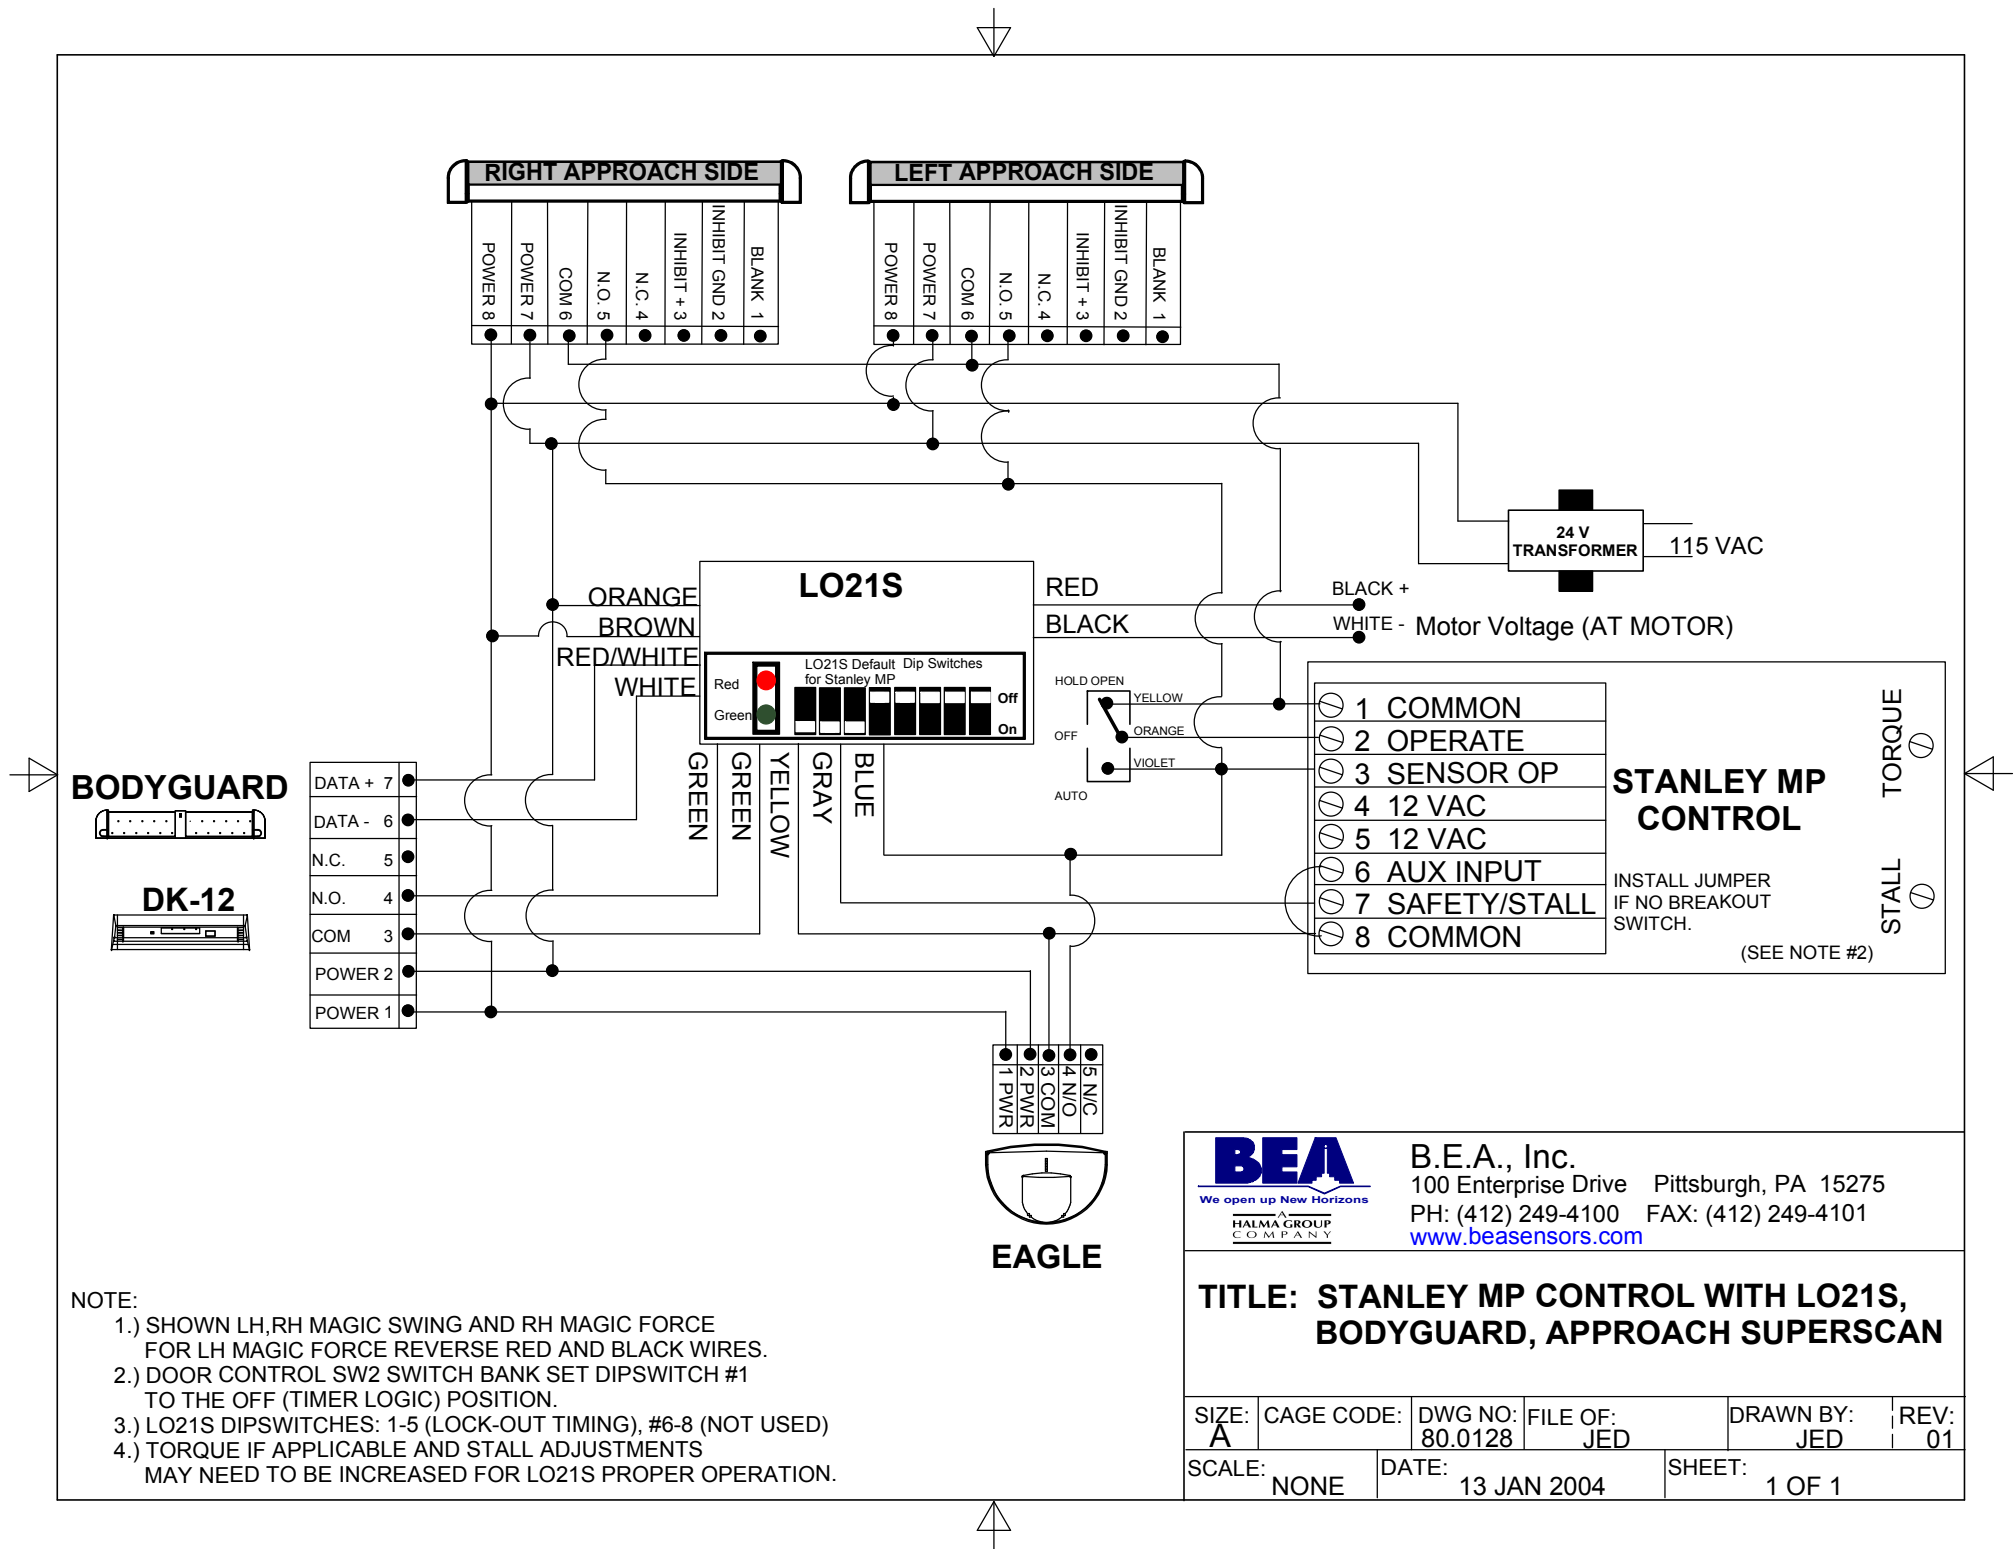 RIGHT APPROACH SIDE
POWER 8
POWER 7
COM 6
N.O. 5
N.C. 4
INHIBIT + 3
INHIBIT GND 2
BLANK 1
LEFT APPROACH SIDE
POWER 8
POWER 7
COM 6
N.O. 5
N.C. 4
INHIBIT + 3
INHIBIT GND 2
BLANK 1
24 V
TRANSFORMER
115 VAC
LO21S
ORANGE
BROWN
RED/WHITE
WHITE
RED
BLACK
BLACK +
WHITE - Motor Voltage (AT MOTOR)
LO21S Default Dip Switches
for Stanley MP
Red
Green
Off
On
GREEN
GREEN
YELLOW
GRAY
BLUE
HOLD OPEN
YELLOW
OFF
ORANGE
VIOLET
AUTO
1 COMMON
2 OPERATE
3 SENSOR OP
4 12 VAC
5 12 VAC
6 AUX INPUT
7 SAFETY/STALL
8 COMMON
STANLEY MP
CONTROL
INSTALL JUMPER
IF NO BREAKOUT
SWITCH.
(SEE NOTE #2)
TORQUE
STALL
BODYGUARD
DK-12
DATA + 7
DATA - 6
N.C. 5
N.O. 4
COM 3
POWER 2
POWER 1
1 PWR
2 PWR
3 COM
4 N/O
5 N/C
EAGLE
NOTE:
1.) SHOWN LH,RH MAGIC SWING AND RH MAGIC FORCE
FOR LH MAGIC FORCE REVERSE RED AND BLACK WIRES.
2.) DOOR CONTROL SW2 SWITCH BANK SET DIPSWITCH #1
TO THE OFF (TIMER LOGIC) POSITION.
3.) LO21S DIPSWITCHES: 1-5 (LOCK-OUT TIMING), #6-8 (NOT USED)
4.) TORQUE IF APPLICABLE AND STALL ADJUSTMENTS
MAY NEED TO BE INCREASED FOR LO21S PROPER OPERATION.
BEA
We open up New Horizons
A
HALMA GROUP
COMPANY
B.E.A., Inc.
100 Enterprise Drive Pittsburgh, PA 15275
PH: (412) 249-4100 FAX: (412) 249-4101
www.beasensors.com
TITLE: STANLEY MP CONTROL WITH LO21S,
BODYGUARD, APPROACH SUPERSCAN
SIZE: A
CAGE CODE:
DWG NO: 80.0128
FILE OF: JED
DRAWN BY: JED
REV: 01
SCALE: NONE
DATE: 13 JAN 2004
SHEET: 1 OF 1